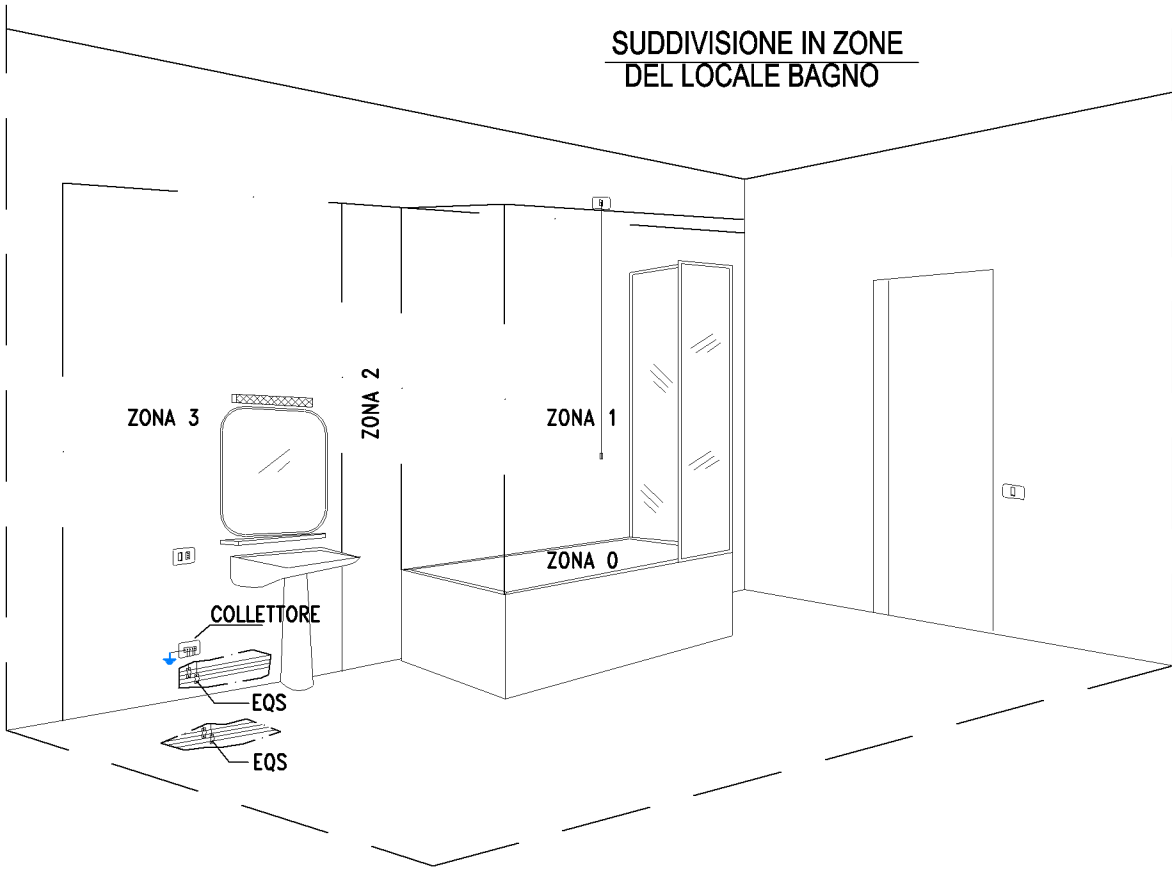 SUDDIVISIONE IN ZONE
DEL LOCALE BAGNO
ZONA 3
ZONA 2
ZONA 1
ZONA 0
COLLETTORE
EQS
EQS